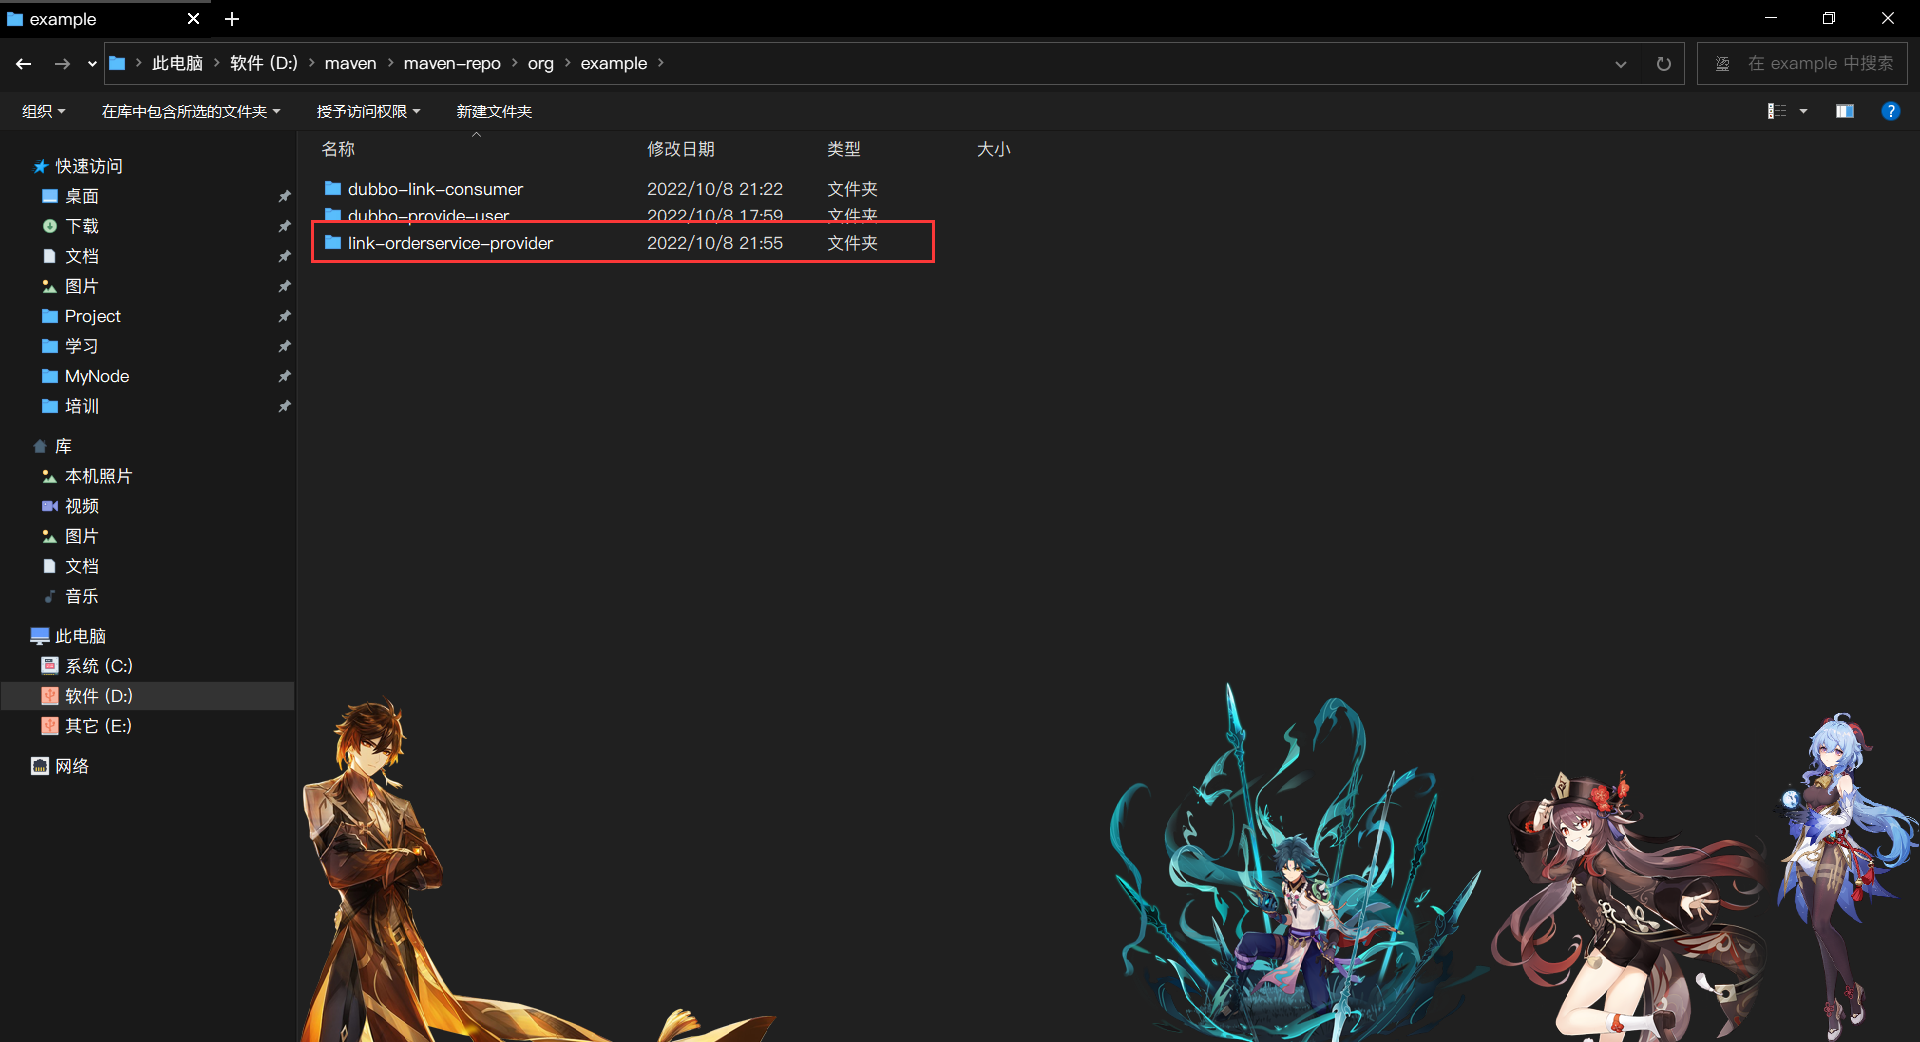 example
此电脑 软件 (D:) maven maven-repo org example
在 example 中搜索
组织 在库中包含所选的文件夹 授予访问权限 新建文件夹
名称 修改日期 类型 大小
dubbo-link-consumer 2022/10/8 21:22 文件夹
dubbo-provide-user 2022/10/8 17:59 文件夹
link-orderservice-provider 2022/10/8 21:55 文件夹
快速访问
桌面
下载
文档
图片
Project
学习
MyNode
培训
库
本机照片
视频
图片
文档
音乐
此电脑
系统 (C:)
软件 (D:)
其它 (E:)
网络